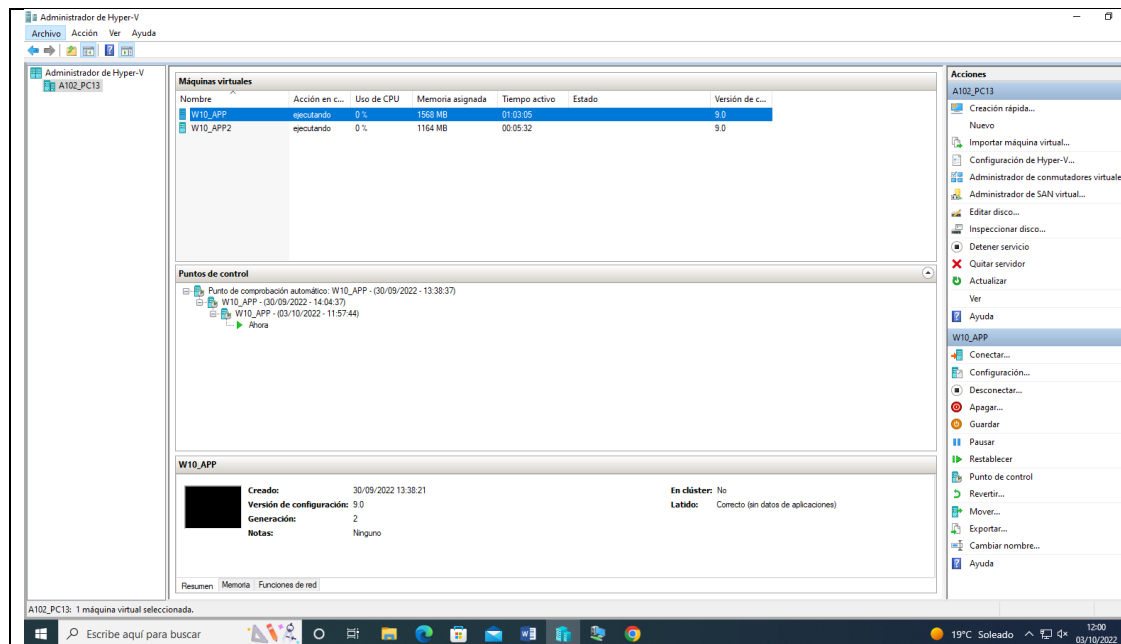 Administrador de Hyper-V
Archivo Acción Ver Ayuda
Administrador de Hyper-V
A102_PC13
Máquinas virtuales
Nombre Acción en c... Uso de CPU Memoria asignada Tiempo activo Estado Versión de c...
W10_APP ejecutando 0 % 1568 MB 01:03:05 9.0
W10_APP2 ejecutando 0 % 1164 MB 00:05:32 9.0
Puntos de control
Punto de comprobación automático: W10_APP - (30/09/2022 - 13:38:37)
W10_APP - (30/09/2022 - 14:04:37)
W10_APP - (03/10/2022 - 11:57:44)
Ahora
W10_APP
Creado: 30/09/2022 13:38:21 En clúster: No
Versión de configuración: 9.0 Latido: Correcto (sin datos de aplicaciones)
Generación: 2
Notas: Ninguno
Resumen Memoria Funciones de red
Acciones
A102_PC13
Creación rápida...
Nuevo
Importar máquina virtual...
Configuración de Hyper-V...
Administrador de conmutadores virtuale
Administrador de SAN virtual...
Editar disco...
Inspeccionar disco...
Detener servicio
Quitar servidor
Actualizar
Ver
Ayuda
W10_APP
Conectar...
Configuración...
Desconectar...
Apagar...
Guardar
Pausar
Restablecer
Punto de control
Revertir...
Mover...
Exportar...
Cambiar nombre...
Ayuda
A102_PC13: 1 máquina virtual seleccionada.
Escribe aquí para buscar
19°C Soleado
12:00
03/10/2022